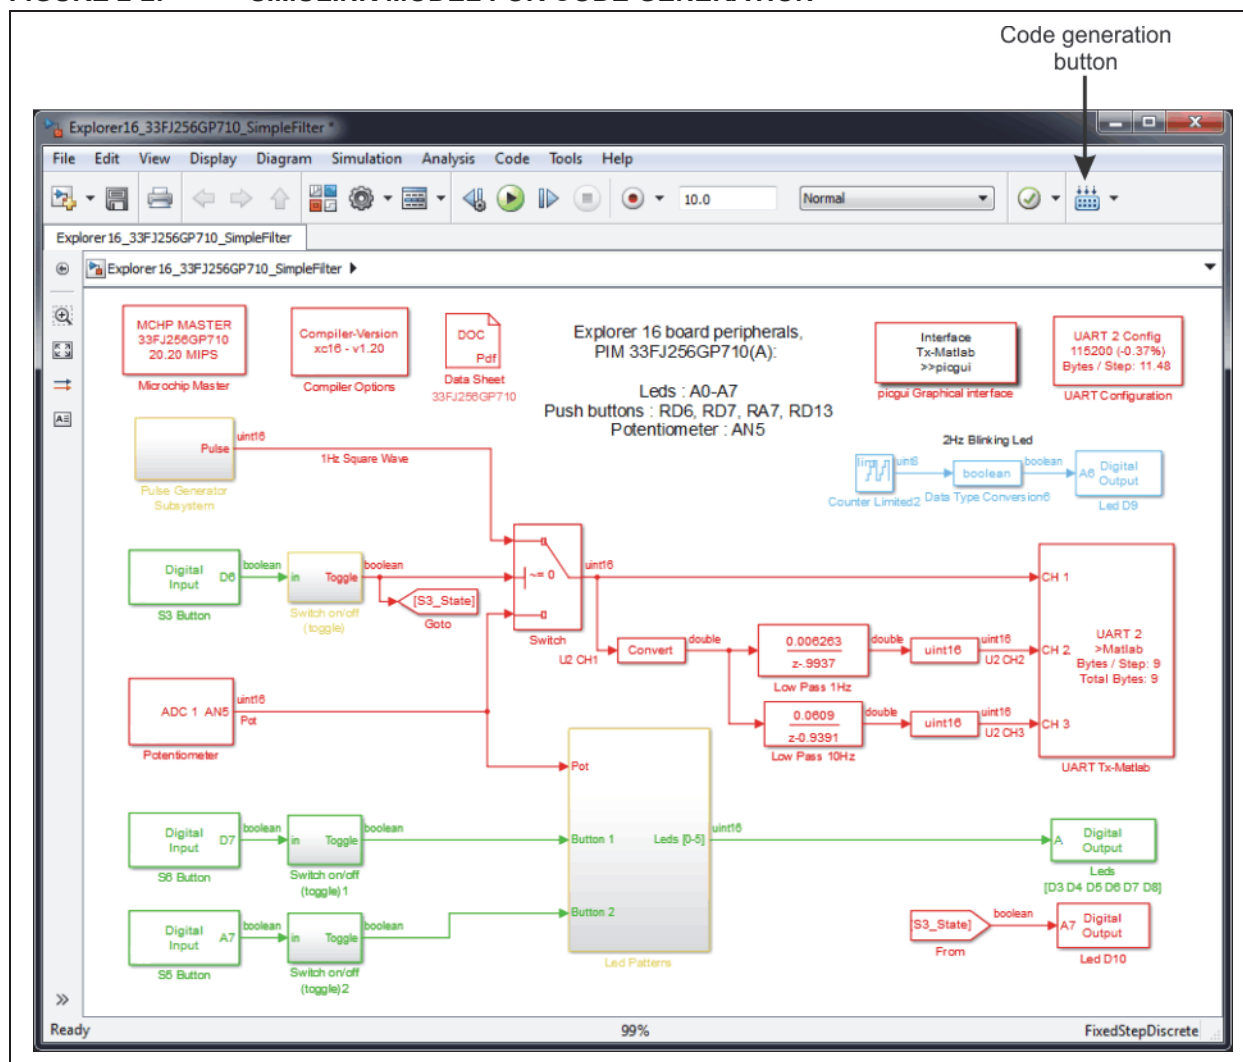 Code generation
button
Explorer16_33FJ256GP710_SimpleFilter *
File Edit View Display Diagram Simulation Analysis Code Tools Help
10.0
Normal
Explorer16_33FJ256GP710_SimpleFilter
Explorer16_33FJ256GP710_SimpleFilter
MCHP MASTER
33FJ256GP710
20.20 MIPS
Microchip Master
Compiler-Version
xc16 - v1.20
Compiler Options
DOC
Pdf
Data Sheet
33FJ256GP710
Explorer 16 board peripherals,
PIM 33FJ256GP710(A):
Leds : A0-A7
Push buttons : RD6, RD7, RA7, RD13
Potentiometer : AN5
Interface
Tx-Matlab
>>picgui
picgui Graphical interface
UART 2 Config
115200 (-0.37%)
Bytes / Step: 11.48
UART Configuration
Pulse
uint16
1Hz Square Wave
Pulse Generator
Subsystem
2Hz Blinking Led
lim
uint8
Counter Limited2
boolean
Data Type Conversion6
boolean
A6
Digital
Output
Led D9
Digital
Input
D6
S3 Button
boolean
in
Toggle
Switch on/off
(toggle)
boolean
[S3_State]
Goto
~= 0
Switch
uint16
U2 CH1
Convert
double
0.006263
z-.9937
Low Pass 1Hz
double
uint16
uint16
U2 CH2
0.0609
z-0.9391
Low Pass 10Hz
double
uint16
uint16
U2 CH3
CH 1
CH 2
CH 3
UART 2
>Matlab
Bytes / Step: 9
Total Bytes: 9
UART Tx-Matlab
ADC 1 AN5
Potentiometer
uint16
Pot
Digital
Input
D7
S6 Button
boolean
in
Toggle
Switch on/off
(toggle)1
boolean
Digital
Input
A7
S5 Button
boolean
in
Toggle
Switch on/off
(toggle)2
boolean
Pot
Button 1
Button 2
Leds [0-5]
Led Patterns
uint16
A
Digital
Output
Leds
[D3 D4 D5 D6 D7 D8]
[S3_State]
From
boolean
A7
Digital
Output
Led D10
Ready
99%
FixedStepDiscrete